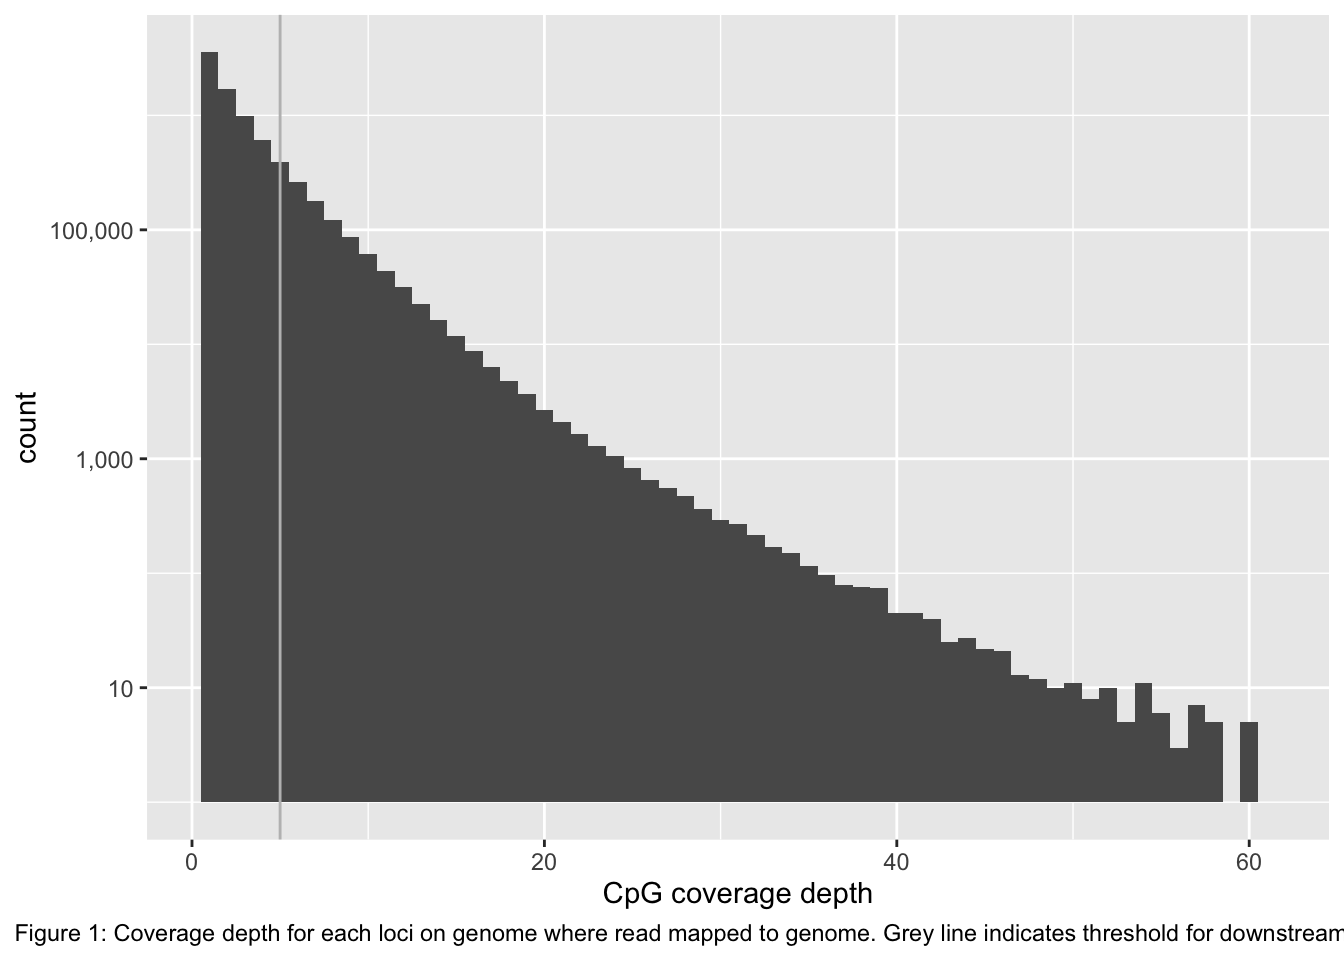 100,000
1,000
10
count
0 20 40 60
CpG coverage depth
Figure 1: Coverage depth for each loci on genome where read mapped to genome. Grey line indicates threshold for downstream